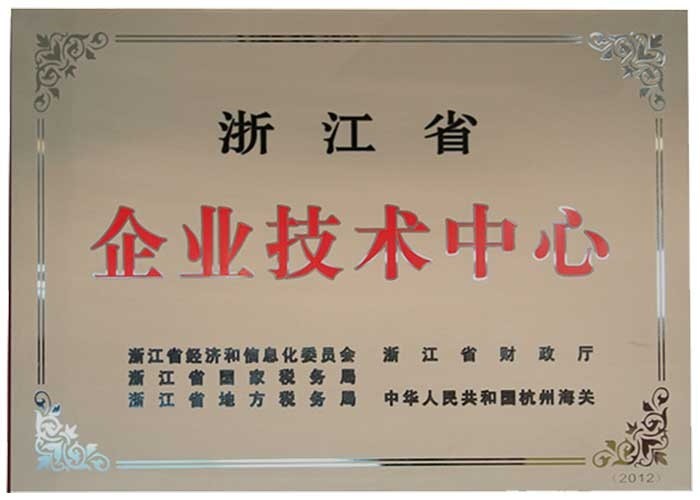 浙江省
企业技术中心
浙江省经济和信息化委员会 浙江省财政厅
浙江省国家税务局
浙江省地方税务局 中华人民共和国杭州海关
(2012)